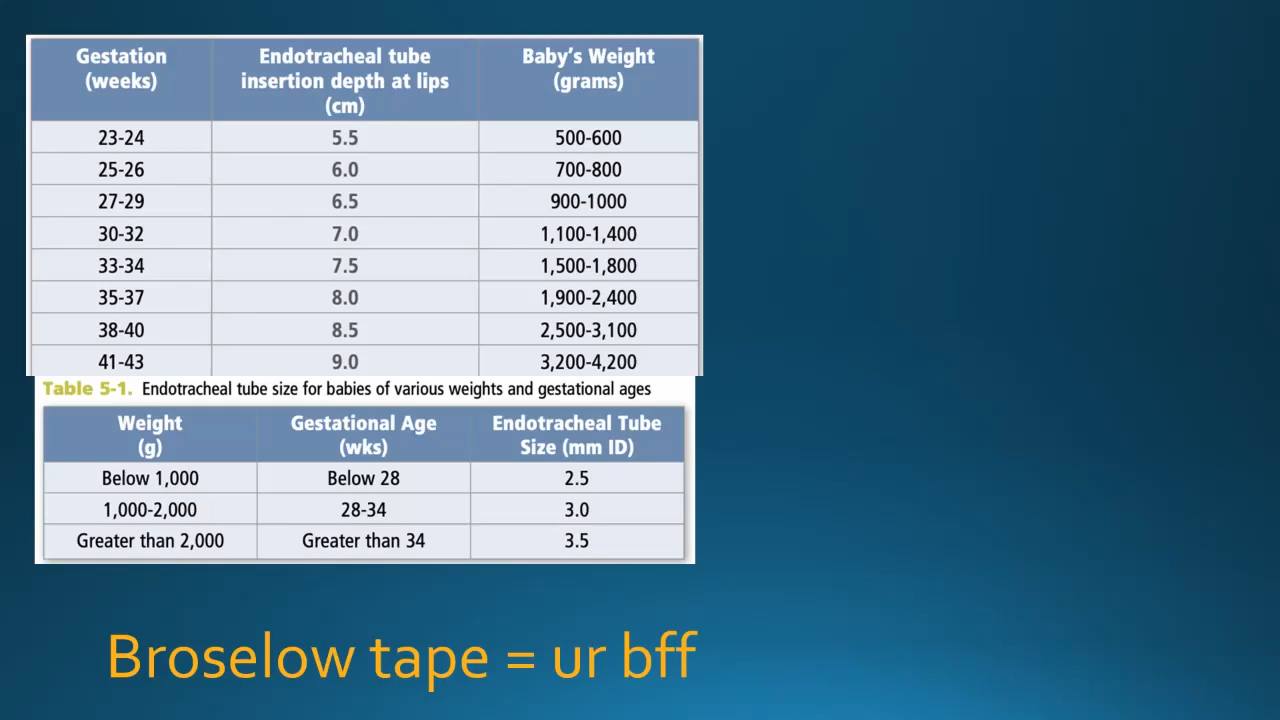 Gestation (weeks) Endotracheal tube insertion depth at lips (cm) Baby's Weight (grams)
23-24 5.5 500-600
25-26 6.0 700-800
27-29 6.5 900-1000
30-32 7.0 1,100-1,400
33-34 7.5 1,500-1,800
35-37 8.0 1,900-2,400
38-40 8.5 2,500-3,100
41-43 9.0 3,200-4,200
Table 5-1. Endotracheal tube size for babies of various weights and gestational ages
Weight (g) Gestational Age (wks) Endotracheal Tube Size (mm ID)
Below 1,000 Below 28 2.5
1,000-2,000 28-34 3.0
Greater than 2,000 Greater than 34 3.5
Broselow tape = ur bff